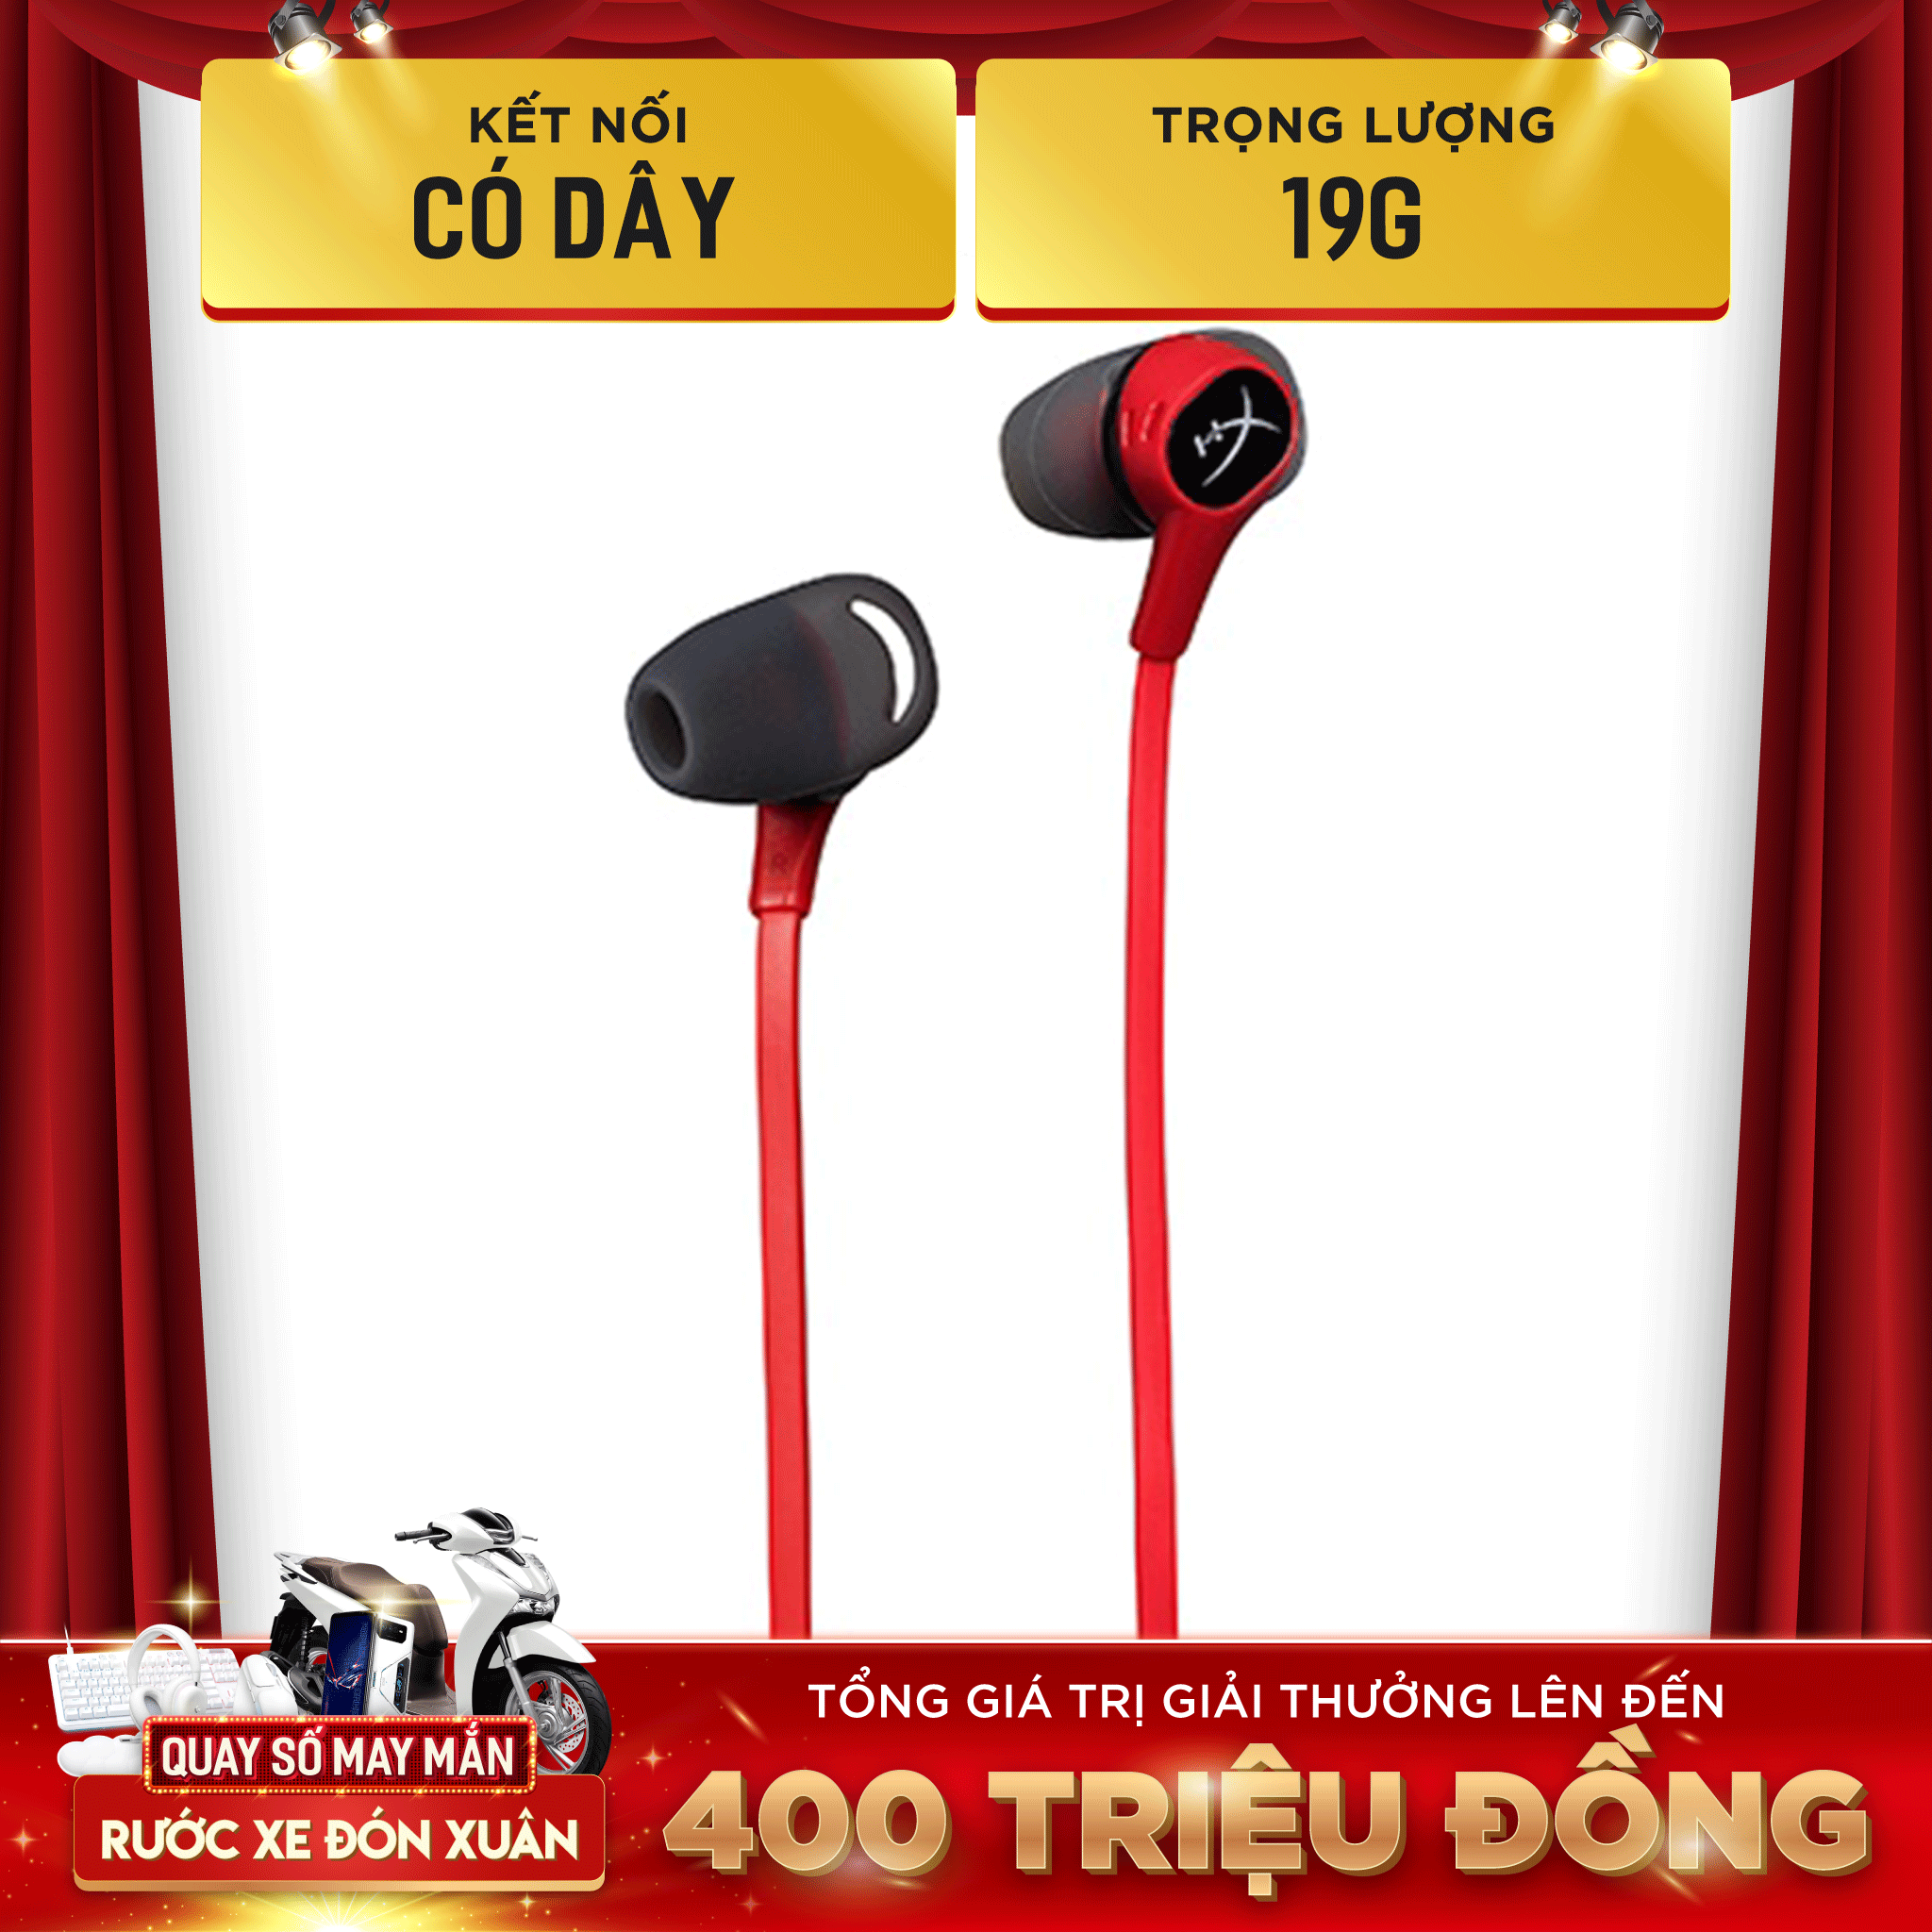 KẾT NỐI
CÓ DÂY
TRỌNG LƯỢNG
19G
HX
TỔNG GIÁ TRỊ GIẢI THƯỞNG LÊN ĐẾN
400 TRIỆU ĐỒNG
QUAY SỐ MAY MẮN
RƯỚC XE ĐÓN XUÂN